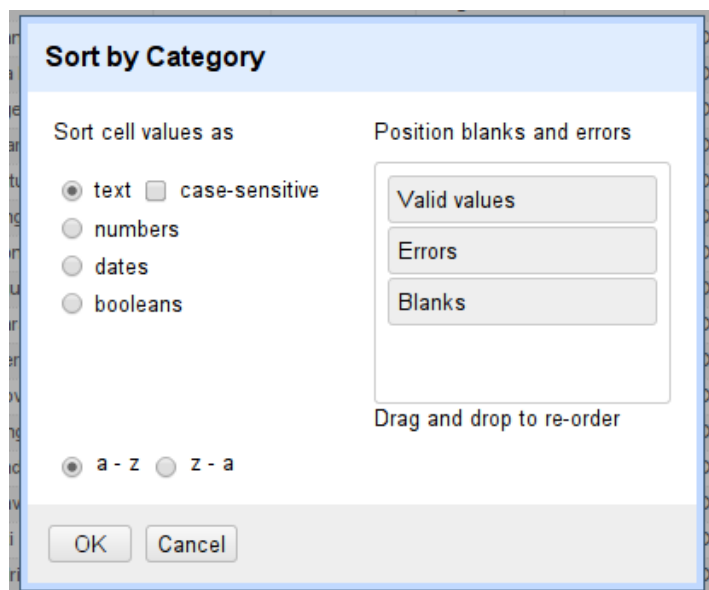 Sort by Category
Sort cell values as
text case-sensitive
numbers
dates
booleans
a - z z - a
Position blanks and errors
Valid values
Errors
Blanks
Drag and drop to re-order
OK Cancel